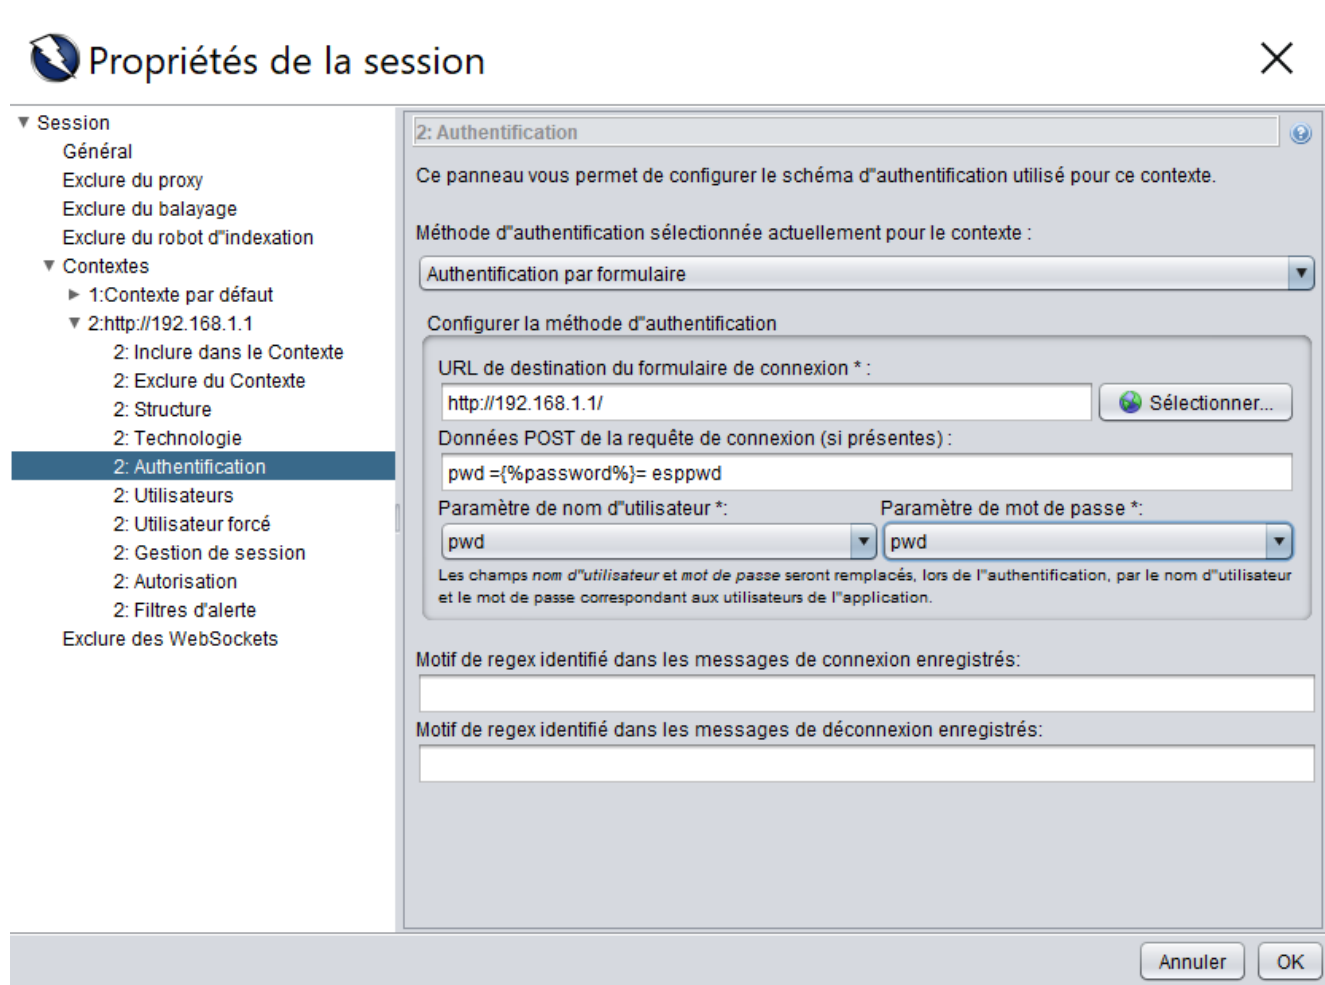 Propriétés de la session
Session
Général
Exclure du proxy
Exclure du balayage
Exclure du robot d"indexation
Contextes
1:Contexte par défaut
2:http://192.168.1.1
2: Inclure dans le Contexte
2: Exclure du Contexte
2: Structure
2: Technologie
2: Authentification
2: Utilisateurs
2: Utilisateur forcé
2: Gestion de session
2: Autorisation
2: Filtres d'alerte
Exclure des WebSockets
2: Authentification
Ce panneau vous permet de configurer le schéma d"authentification utilisé pour ce contexte.
Méthode d"authentification sélectionnée actuellement pour le contexte :
Authentification par formulaire
Configurer la méthode d"authentification
URL de destination du formulaire de connexion * :
http://192.168.1.1/
Sélectionner...
Données POST de la requête de connexion (si présentes) :
pwd ={%password%}= esppwd
Paramètre de nom d"utilisateur *: Paramètre de mot de passe *:
pwd pwd
Les champs nom d"utilisateur et mot de passe seront remplacés, lors de l"authentification, par le nom d"utilisateur
et le mot de passe correspondant aux utilisateurs de l"application.
Motif de regex identifié dans les messages de connexion enregistrés:
Motif de regex identifié dans les messages de déconnexion enregistrés:
Annuler OK